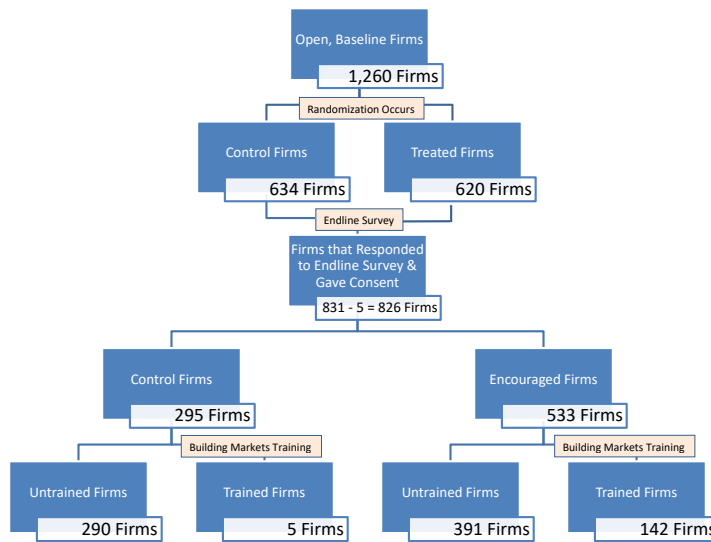 Open, Baseline Firms
1,260 Firms
Randomization Occurs
Control Firms
634 Firms
Treated Firms
620 Firms
Endline Survey
Firms that Responded
to Endline Survey &
Gave Consent
831 - 5 = 826 Firms
Control Firms
295 Firms
Encouraged Firms
533 Firms
Building Markets Training
Building Markets Training
Untrained Firms
290 Firms
Trained Firms
5 Firms
Untrained Firms
391 Firms
Trained Firms
142 Firms